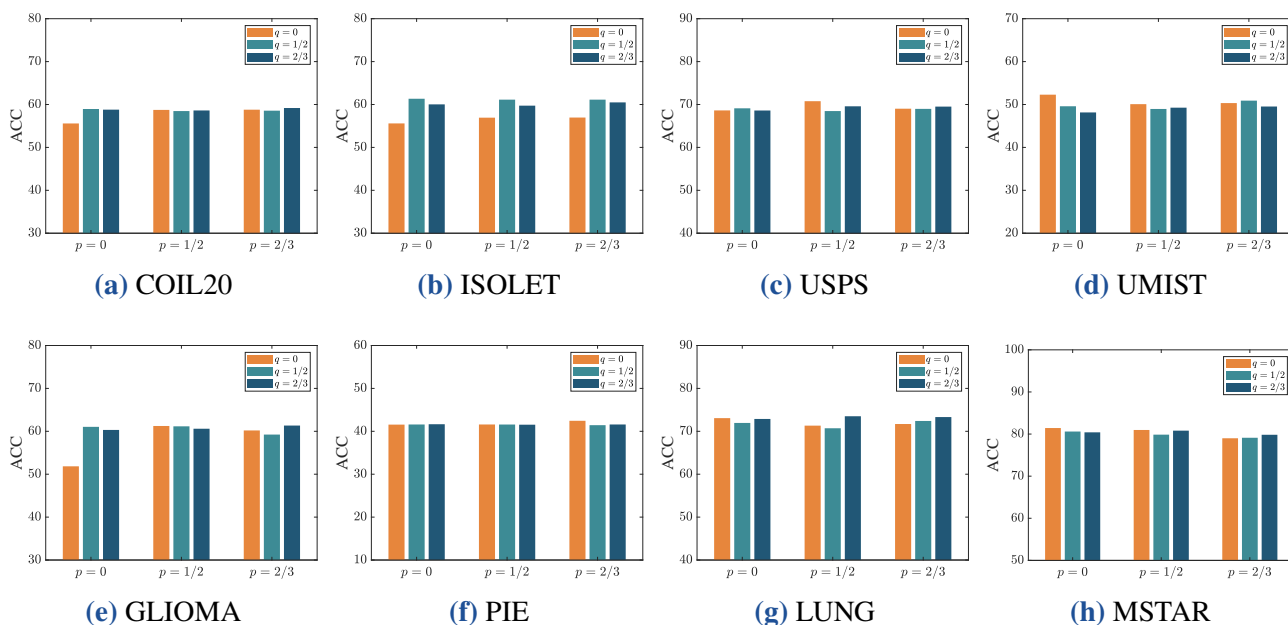 80
70
60
50
40
30
ACC
q = 0
q = 1/2
q = 2/3
p = 0 p = 1/2 p = 2/3
(a) COIL20
80
70
60
50
40
30
ACC
q = 0
q = 1/2
q = 2/3
p = 0 p = 1/2 p = 2/3
(b) ISOLET
90
80
70
60
50
40
ACC
q = 0
q = 1/2
q = 2/3
p = 0 p = 1/2 p = 2/3
(c) USPS
70
60
50
40
30
20
ACC
q = 0
q = 1/2
q = 2/3
p = 0 p = 1/2 p = 2/3
(d) UMIST
80
70
60
50
40
30
ACC
q = 0
q = 1/2
q = 2/3
p = 0 p = 1/2 p = 2/3
(e) GLIOMA
60
50
40
30
20
10
ACC
q = 0
q = 1/2
q = 2/3
p = 0 p = 1/2 p = 2/3
(f) PIE
90
80
70
60
50
40
ACC
q = 0
q = 1/2
q = 2/3
p = 0 p = 1/2 p = 2/3
(g) LUNG
100
90
80
70
60
50
ACC
q = 0
q = 1/2
q = 2/3
p = 0 p = 1/2 p = 2/3
(h) MSTAR